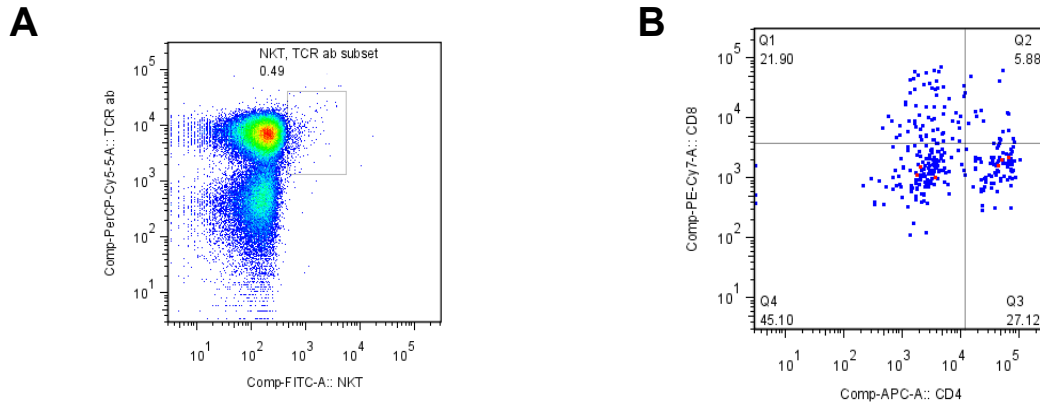 A
NKT, TCR ab subset
0.49
10^5
10^4
10^3
10^2
10^1
Comp-PerCP-Cy5-5-A:: TCR ab
10^1
10^2
10^3
10^4
10^5
Comp-FITC-A:: NKT
B
Q1
21.90
Q2
5.88
10^5
10^4
10^3
10^2
10^1
Comp-PE-Cy7-A:: CD8
Q4
45.10
Q3
27.12
10^1
10^2
10^3
10^4
10^5
Comp-APC-A:: CD4